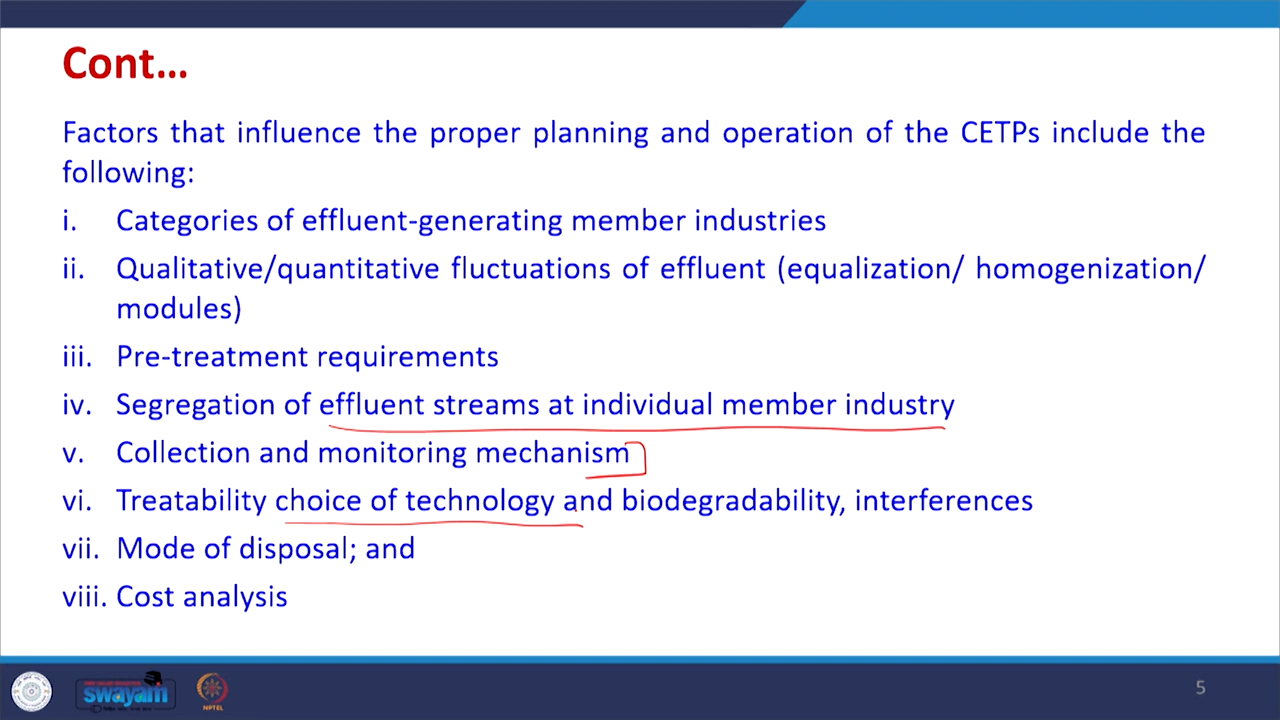 Cont...
Factors that influence the proper planning and operation of the CETPs include the
following:
i. Categories of effluent-generating member industries
ii. Qualitative/quantitative fluctuations of effluent (equalization/ homogenization/
modules)
iii. Pre-treatment requirements
iv. Segregation of effluent streams at individual member industry
v. Collection and monitoring mechanism
vi. Treatability choice of technology and biodegradability, interferences
vii. Mode of disposal; and
viii. Cost analysis
swayam
NPTEL
5